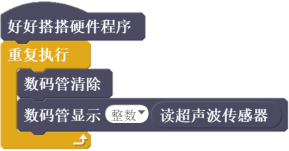 好好搭搭硬件程序
重复执行
数码管清除
数码管显示 整数 读超声波传感器